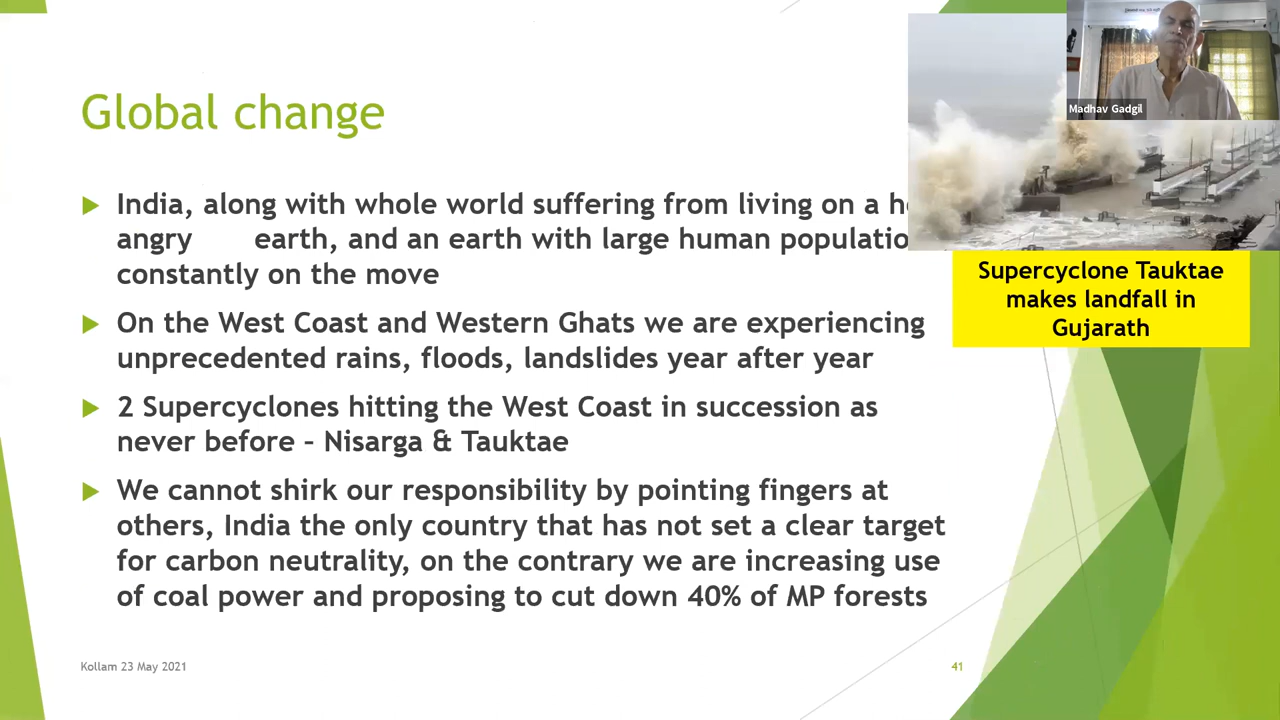 Global change
India, along with whole world suffering from living on a
angry earth, and an earth with large human
constantly on the move
On the West Coast and Western Ghats we are experiencing
unprecedented rains, floods, landslides year after year
2 Supercyclones hitting the West Coast in succession as
never before – Nisarga & Tauktae
We cannot shirk our responsibility by pointing fingers at
others, India the only country that has not set a clear target
for carbon neutrality, on the contrary we are increasing use
of coal power and proposing to cut down 40% of MP forests
Madhav Gadgil
Supercyclone Tauktae
makes landfall in
Gujarath
Kollam 23 May 2021
41